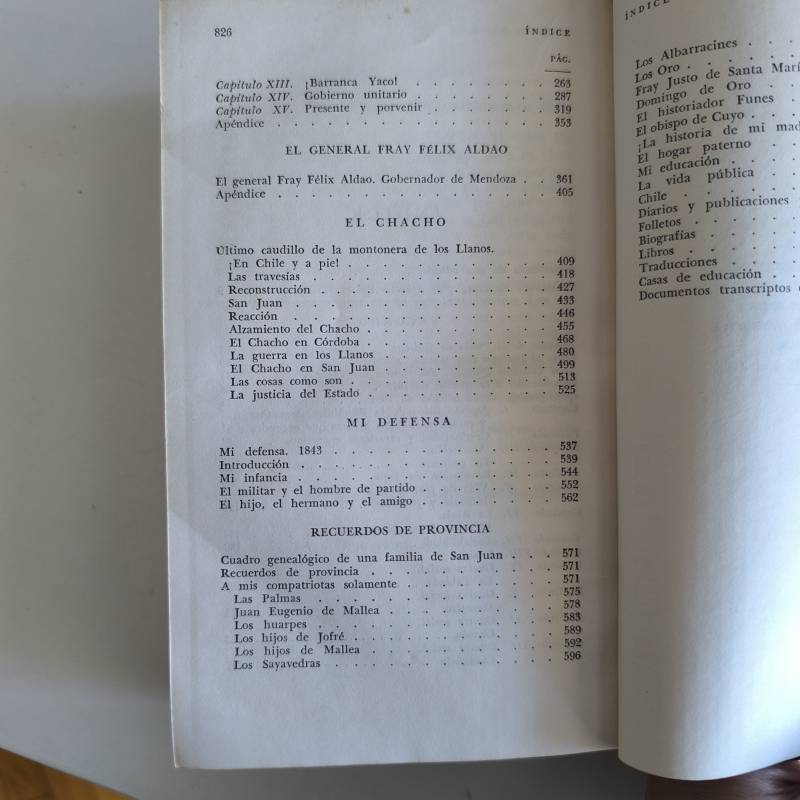 826 ÍNDICE
PÁG.
Capítulo XIII. ¡Barranca Yaco! . . . . . . . 263
Capítulo XIV. Gobierno unitario . . . . . . . 287
Capítulo XV. Presente y porvenir . . . . . . . 319
Apéndice . . . . . . . . . . . . . . 353
EL GENERAL FRAY FÉLIX ALDAO
El general Fray Félix Aldao. Gobernador de Mendoza . . 361
Apéndice . . . . . . . . . . . . . . 405
EL CHACHO
Último caudillo de la montonera de los Llanos.
¡En Chile y a pie! . . . . . . . . . . 409
Las travesías . . . . . . . . . . . 418
Reconstrucción . . . . . . . . . . . 427
San Juan . . . . . . . . . . . . 433
Reacción . . . . . . . . . . . . 446
Alzamiento del Chacho . . . . . . . . . 455
El Chacho en Córdoba . . . . . . . . . 468
La guerra en los Llanos . . . . . . . . . 480
El Chacho en San Juan . . . . . . . . . 499
Las cosas como son . . . . . . . . . . 513
La justicia del Estado . . . . . . . . . 525
MI DEFENSA
Mi defensa. 1843 . . . . . . . . . . . 537
Introducción . . . . . . . . . . . . 539
Mi infancia . . . . . . . . . . . . 544
El militar y el hombre de partido . . . . . . . 552
El hijo, el hermano y el amigo . . . . . . . 562
RECUERDOS DE PROVINCIA
Cuadro genealógico de una familia de San Juan . . . 571
Recuerdos de provincia . . . . . . . . . 571
A mis compatriotas solamente . . . . . . . 571
Las Palmas . . . . . . . . . . . 575
Juan Eugenio de Mallea . . . . . . . . 578
Los huarpes . . . . . . . . . . . 583
Los hijos de Jofré . . . . . . . . . . 589
Los hijos de Mallea . . . . . . . . . 592
Los Sayavedras . . . . . . . . . . 596
ÍNDICE
Los Albarracines . . .
Los Oro . . . . .
Fray Justo de Santa
Domingo de Oro . .
El historiador Funes .
El obispo de Cuyo . .
¡La historia de mi
El hogar paterno . .
Mi educación . . . .
La vida pública . .
Chile . . . . . .
Diarios y publicaciones
Folletos . . . . .
Biografías . . . . .
Libros . . . . . .
Traducciones . . . .
Casas de educación . .
Documentos transcriptos